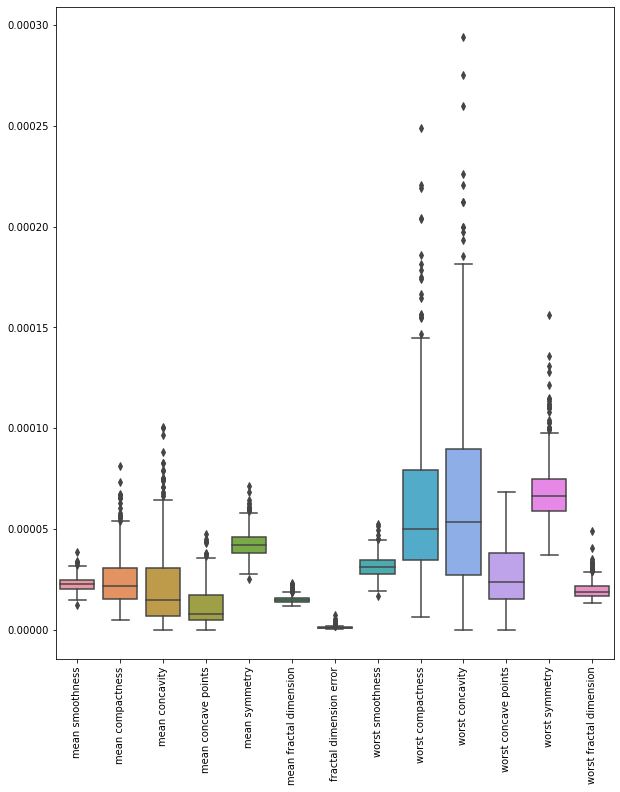 0.00030
0.00025
0.00020
0.00015
0.00010
0.00005
0.00000
mean smoothness
mean compactness
mean concavity
mean concave points
mean symmetry
mean fractal dimension
fractal dimension error
worst smoothness
worst compactness
worst concavity
worst concave points
worst symmetry
worst fractal dimension